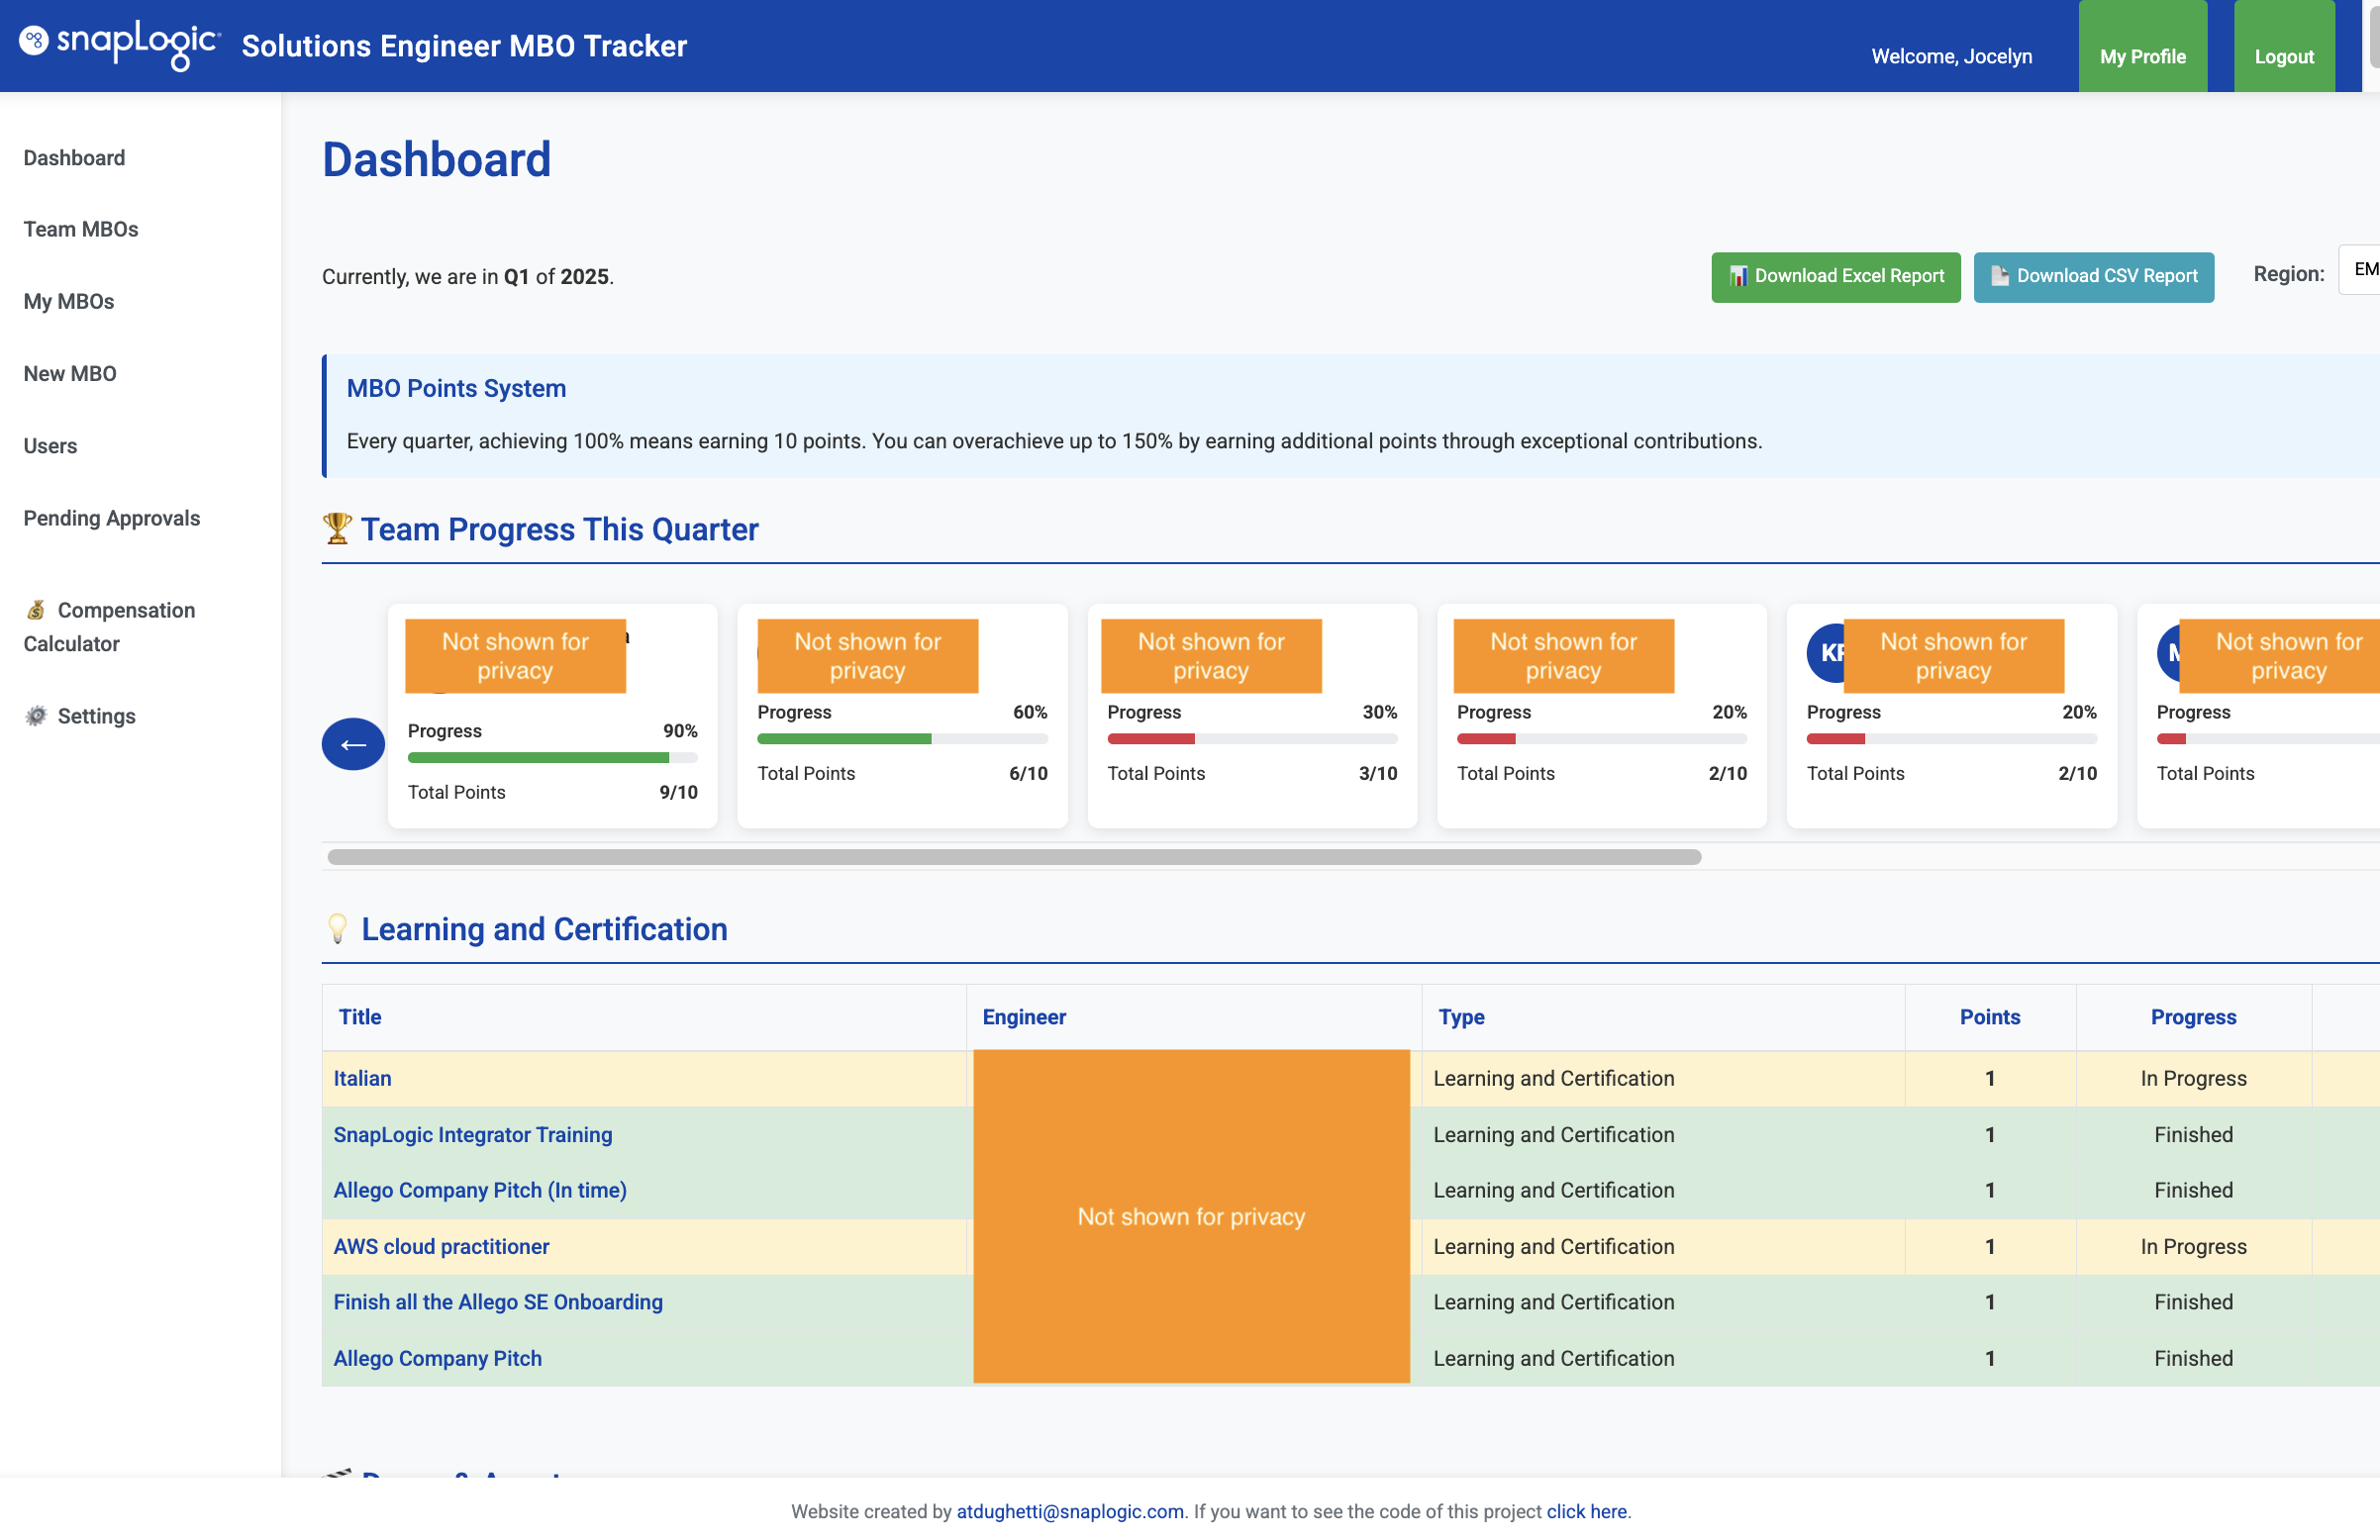 snapLogic
Solutions Engineer MBO Tracker
Welcome, Jocelyn
My Profile
Logout
Dashboard
Team MBOs
My MBOs
New MBO
Users
Pending Approvals
Compensation
Calculator
Settings
Dashboard
Currently, we are in Q1 of 2025.
Download Excel Report
Download CSV Report
Region:
EM
MBO Points System
Every quarter, achieving 100% means earning 10 points. You can overachieve up to 150% by earning additional points through exceptional contributions.
Team Progress This Quarter
Not shown for
privacy
a
Progress 90%
Total Points 9/10
Not shown for
privacy
Progress 60%
Total Points 6/10
Not shown for
privacy
Progress 30%
Total Points 3/10
Not shown for
privacy
Progress 20%
Total Points 2/10
Not shown for
privacy
Progress 20%
Total Points 2/10
Not shown for
privacy
Progress
Total Points
Learning and Certification
Title Engineer Type Points Progress
Italian Learning and Certification 1 In Progress
SnapLogic Integrator Training Learning and Certification 1 Finished
Allego Company Pitch (In time) Learning and Certification 1 Finished
Not shown for privacy
AWS cloud practitioner Learning and Certification 1 In Progress
Finish all the Allego SE Onboarding Learning and Certification 1 Finished
Allego Company Pitch Learning and Certification 1 Finished
Website created by atdughetti@snaplogic.com. If you want to see the code of this project click here.